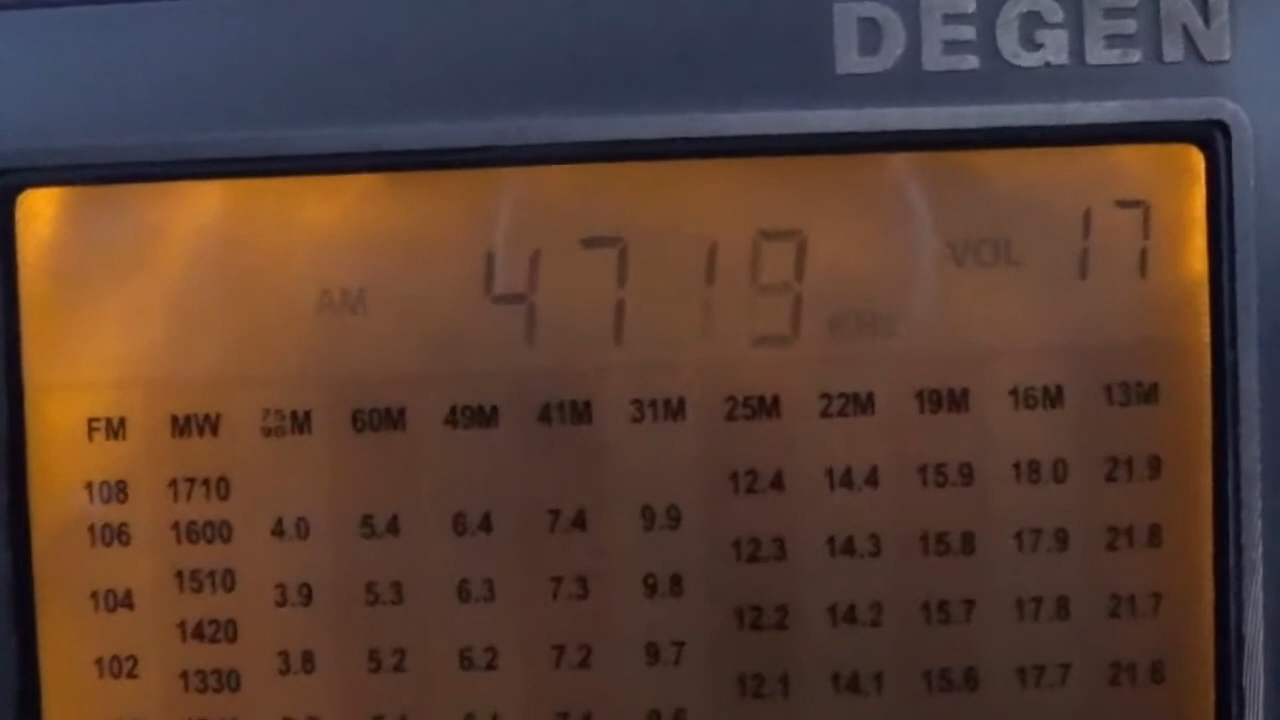 DEGEN
AM 4719 KHz VOL 17
FM MW 75 90 M 60M 49M 41M 31M 25M 22M 19M 16M 13M
108 1710 12.4 14.4 15.9 18.0 21.9
106 1600 4.0 5.4 6.4 7.4 9.9
12.3 14.3 15.8 17.9 21.8
104 1510 3.9 5.3 6.3 7.3 9.8
1420 12.2 14.2 15.7 17.8 21.7
102 1330 3.8 5.2 6.2 7.2 9.7
12.1 14.1 15.6 17.7 21.6